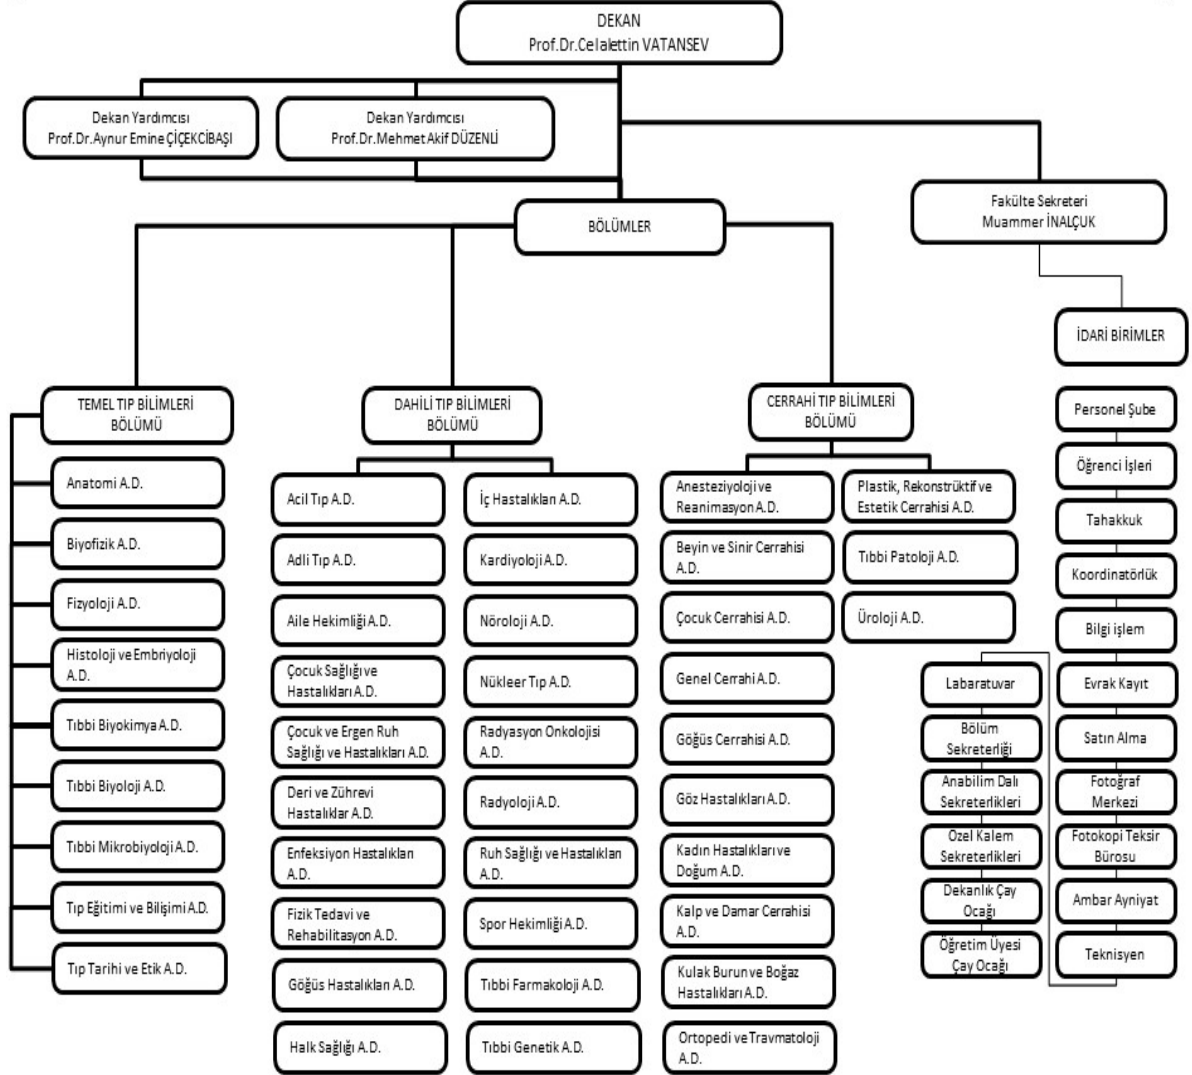 DEKAN
Prof.Dr.Celalettin VATANSEV
Dekan Yardımcısı
Prof.Dr.Aynur Emine ÇİÇEKCİBAŞI
Dekan Yardımcısı
Prof.Dr.Mehmet Akif DÜZENLİ
Fakülte Sekreteri
Muammer İNALÇUK
BÖLÜMLER
İDARİ BİRİMLER
TEMEL TIP BİLİMLERİ
BÖLÜMÜ
Anatomi A.D.
Biyofizik A.D.
Fizyoloji A.D.
Histoloji ve Embriyoloji
A.D.
Tıbbi Biyokimya A.D.
Tıbbi Biyoloji A.D.
Tıbbi Mikrobiyoloji A.D.
Tıp Eğitimi ve Bilişimi A.D.
Tıp Tarihi ve Etik A.D.
DAHİLİ TIP BİLİMLERİ
BÖLÜMÜ
Acil Tıp A.D.
Adli Tıp A.D.
Aile Hekimliği A.D.
Çocuk Sağlığı ve
Hastalıkları A.D.
Çocuk ve Ergen Ruh
Sağlığı ve Hastalıkları A.D.
Deri ve Zührevi
Hastalıklar A.D.
Enfeksiyon Hastalıkları
A.D.
Fizik Tedavi ve
Rehabilitasyon A.D.
Göğüs Hastalıkları A.D.
Halk Sağlığı A.D.
İç Hastalıkları A.D.
Kardiyoloji A.D.
Nöroloji A.D.
Nükleer Tıp A.D.
Radyasyon Onkolojisi
A.D.
Radyoloji A.D.
Ruh Sağlığı ve Hastalıkları
A.D.
Spor Hekimliği A.D.
Tıbbi Farmakoloji A.D.
Tıbbi Genetik A.D.
CERRAHİ TIP BİLİMLERİ
BÖLÜMÜ
Anesteziyoloji ve
Reanimasyon A.D.
Beyin ve Sinir Cerrahisi
A.D.
Çocuk Cerrahisi A.D.
Genel Cerrahi A.D.
Göğüs Cerrahisi A.D.
Göz Hastalıkları A.D.
Kadın Hastalıkları ve
Doğum A.D.
Kalp ve Damar Cerrahisi
A.D.
Kulak Burun ve Boğaz
Hastalıkları A.D.
Ortopedi ve Travmatoloji
A.D.
Plastik, Rekonstrüktif ve
Estetik Cerrahisi A.D.
Tıbbi Patoloji A.D.
Üroloji A.D.
Personel Şube
Öğrenci İşleri
Tahakkuk
Koordinatörlük
Bilgi işlem
Evrak Kayıt
Satın Alma
Fotoğraf
Merkezi
Fotokopi Teksir
Bürosu
Ambar Ayniyat
Teknisyen
Labaratuvar
Bölüm
Sekreterliği
Anabilim Dalı
Sekreterlikleri
Özel Kalem
Sekreterlikleri
Dekanlık Çay
Ocağı
Öğretim Üyesi
Çay Ocağı